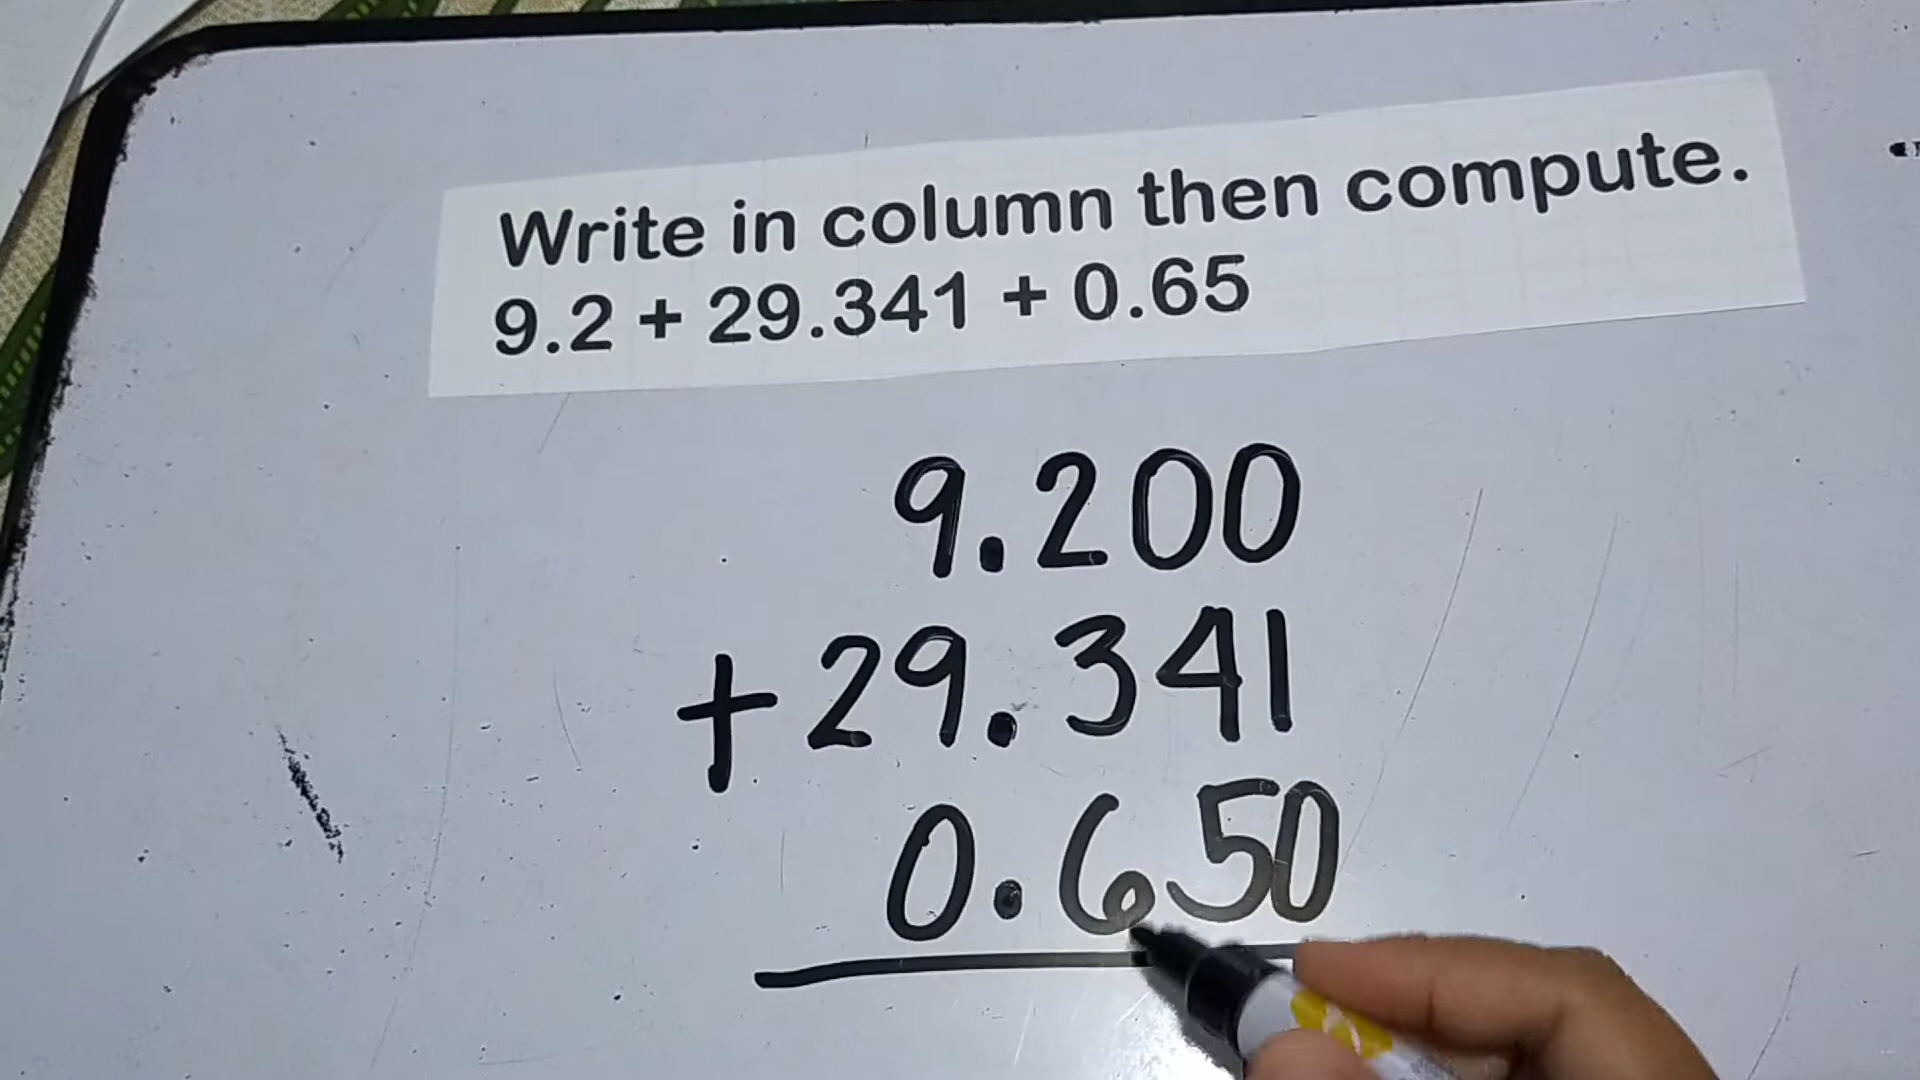 Write in column then compute.
9.2 + 29.341 + 0.65
9.200
+29.341
0.650